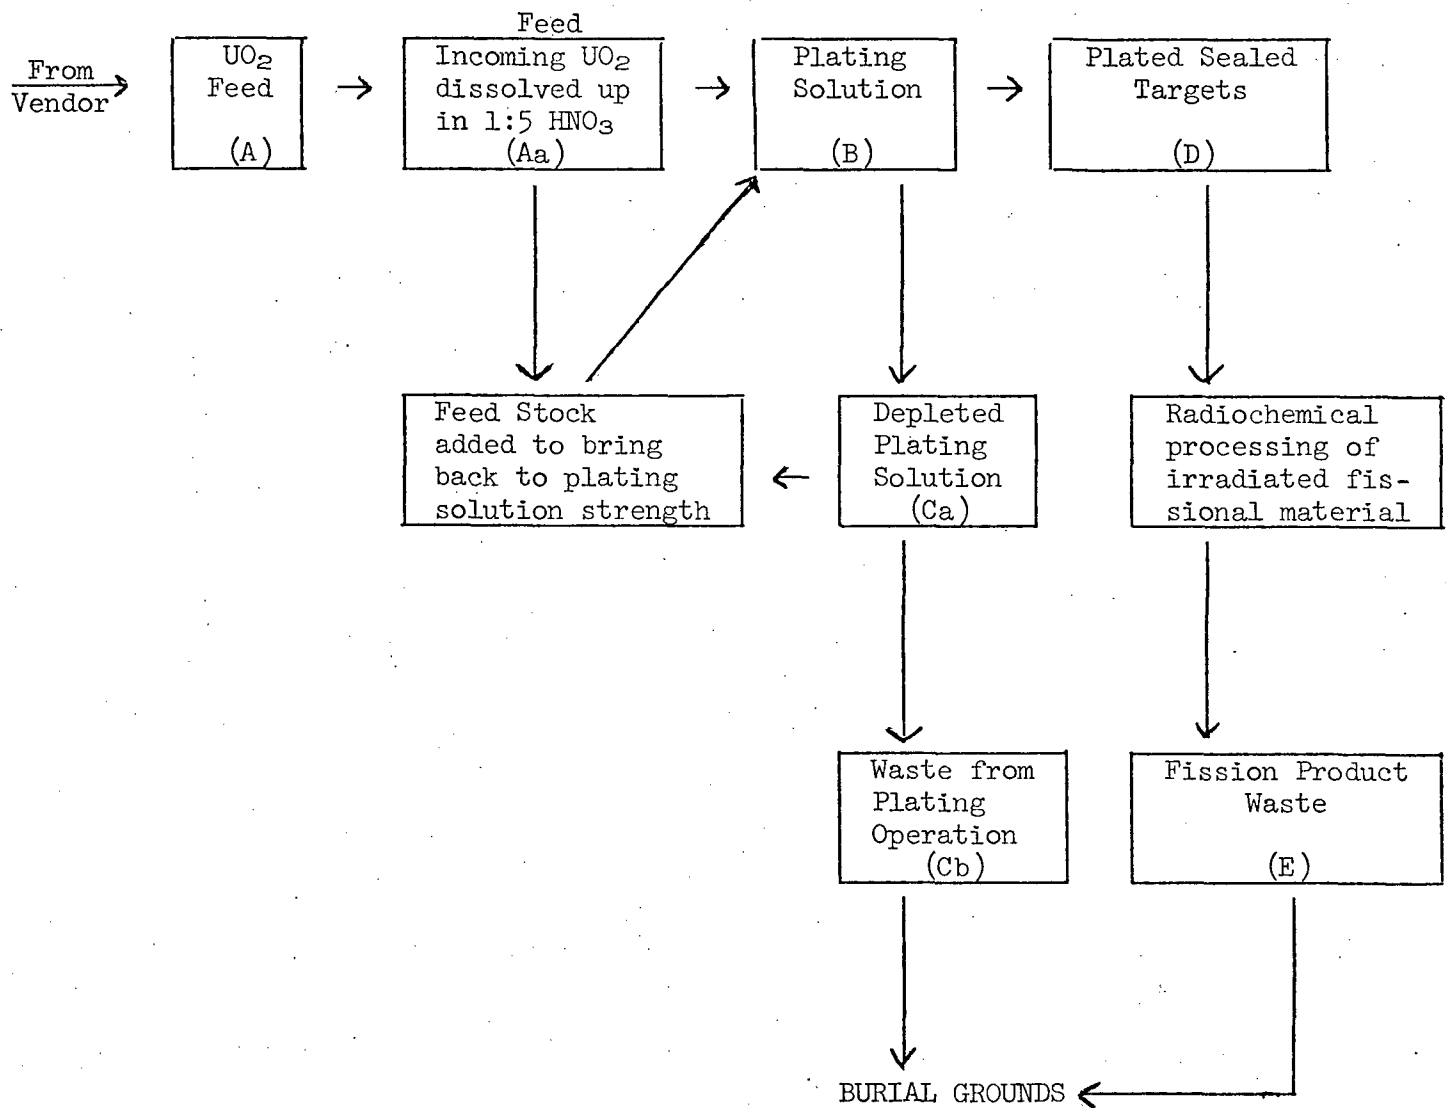 From
Vendor
UO₂
Feed
(A)
Feed
Incoming UO₂
dissolved up
in 1:5 HNO₃
(Aa)
Plating
Solution
(B)
Plated Sealed
Targets
(D)
Feed Stock
added to bring
back to plating
solution strength
Depleted
Plating
Solution
(Ca)
Radiochemical
processing of
irradiated fis-
sional material
Waste from
Plating
Operation
(Cb)
Fission Product
Waste
(E)
BURIAL GROUNDS